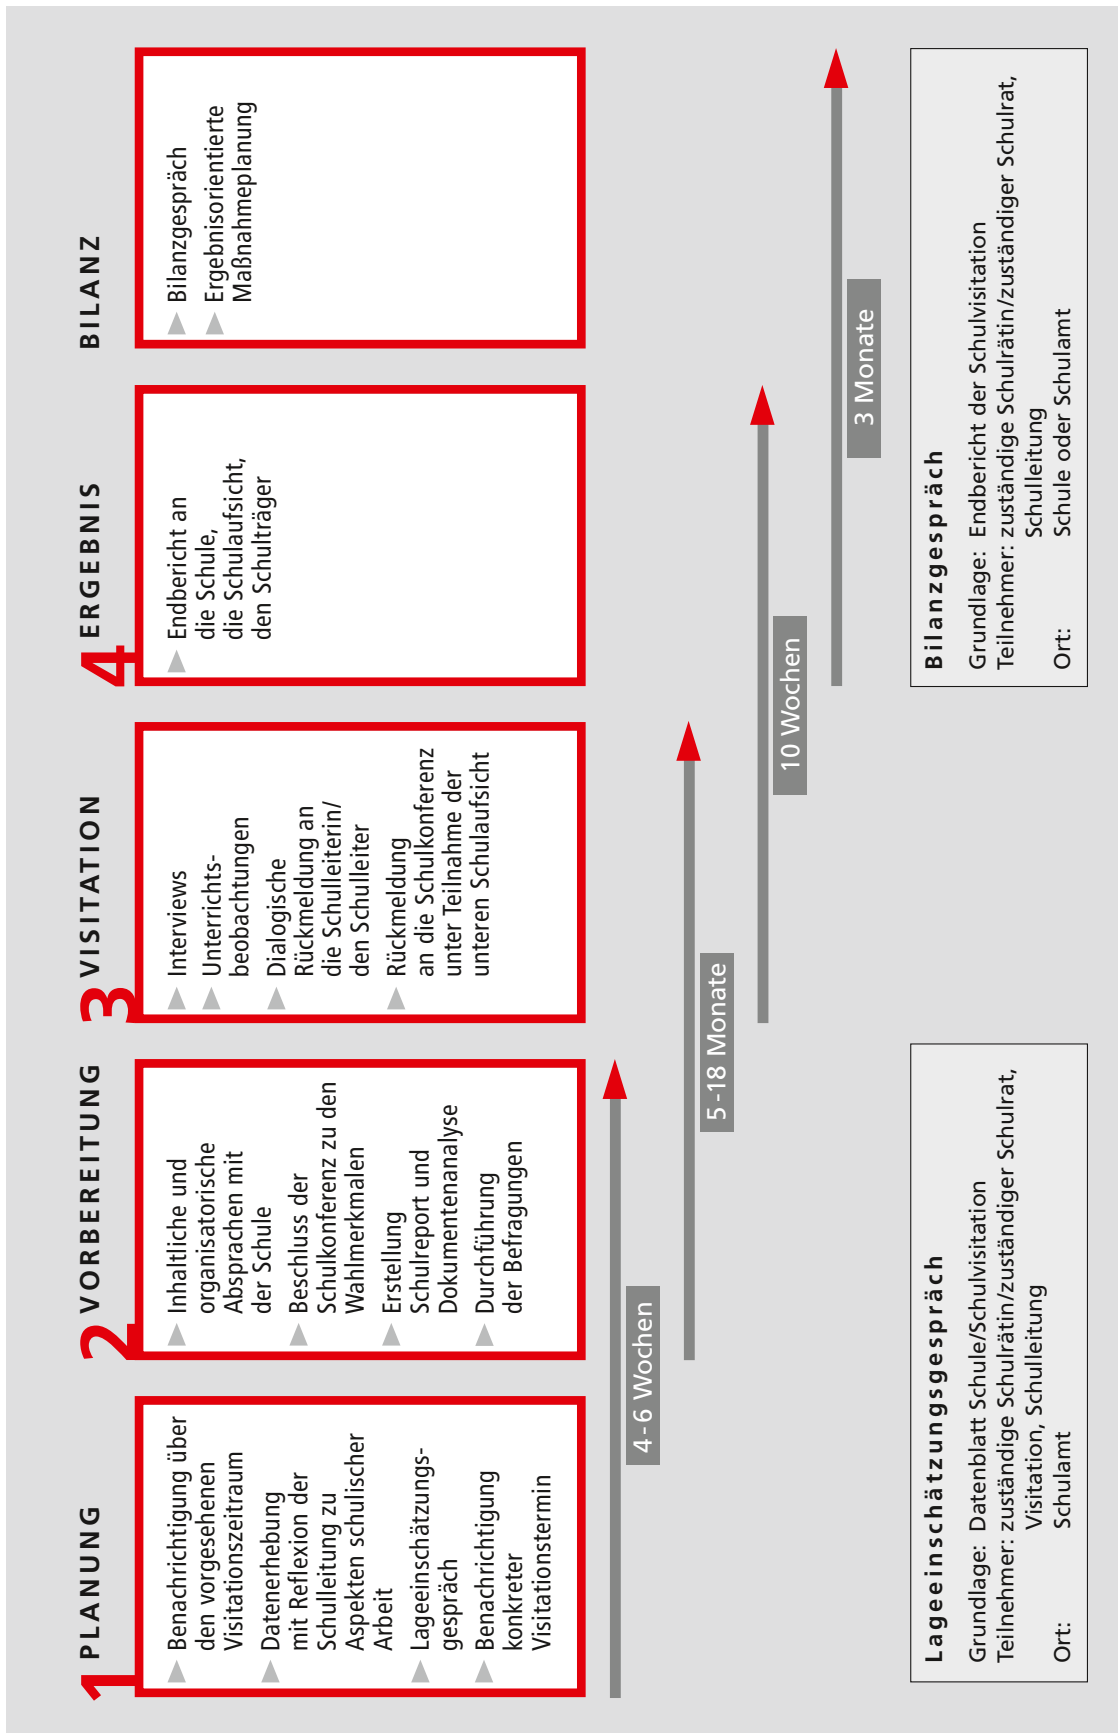 1 PLANUNG
Benachrichtigung über
den vorgesehenen
Visitationszeitraum
Datenerhebung
mit Reflexion der
Schulleitung zu
Aspekten schulischer
Arbeit
Lageeinschätzungs-
gespräch
Benachrichtigung
konkreter
Visitationstermin
2 VORBEREITUNG
Inhaltliche und
organisatorische
Absprachen mit
der Schule
Beschluss der
Schulkonferenz zu den
Wahlmerkmalen
Erstellung
Schulreport und
Dokumentenanalyse
Durchführung
der Befragungen
3 VISITATION
Interviews
Unterrichts-
beobachtungen
Dialogische
Rückmeldung an
die Schulleiterin/
den Schulleiter
Rückmeldung
an die Schulkonferenz
unter Teilnahme der
unteren Schulaufsicht
4 ERGEBNIS
Endbericht an
die Schule,
die Schulaufsicht,
den Schulträger
BILANZ
Bilanzgespräch
Ergebnisorientierte
Maßnahmeplanung
4-6 Wochen
5-18 Monate
10 Wochen
3 Monate
Lageeinschätzungsgespräch
Grundlage: Datenblatt Schule/Schulvisitation
Teilnehmer: zuständige Schulrätin/zuständiger Schulrat,
Visitation, Schulleitung
Ort: Schulamt
Bilanzgespräch
Grundlage: Endbericht der Schulvisitation
Teilnehmer: zuständige Schulrätin/zuständiger Schulrat,
Schulleitung
Ort: Schule oder Schulamt